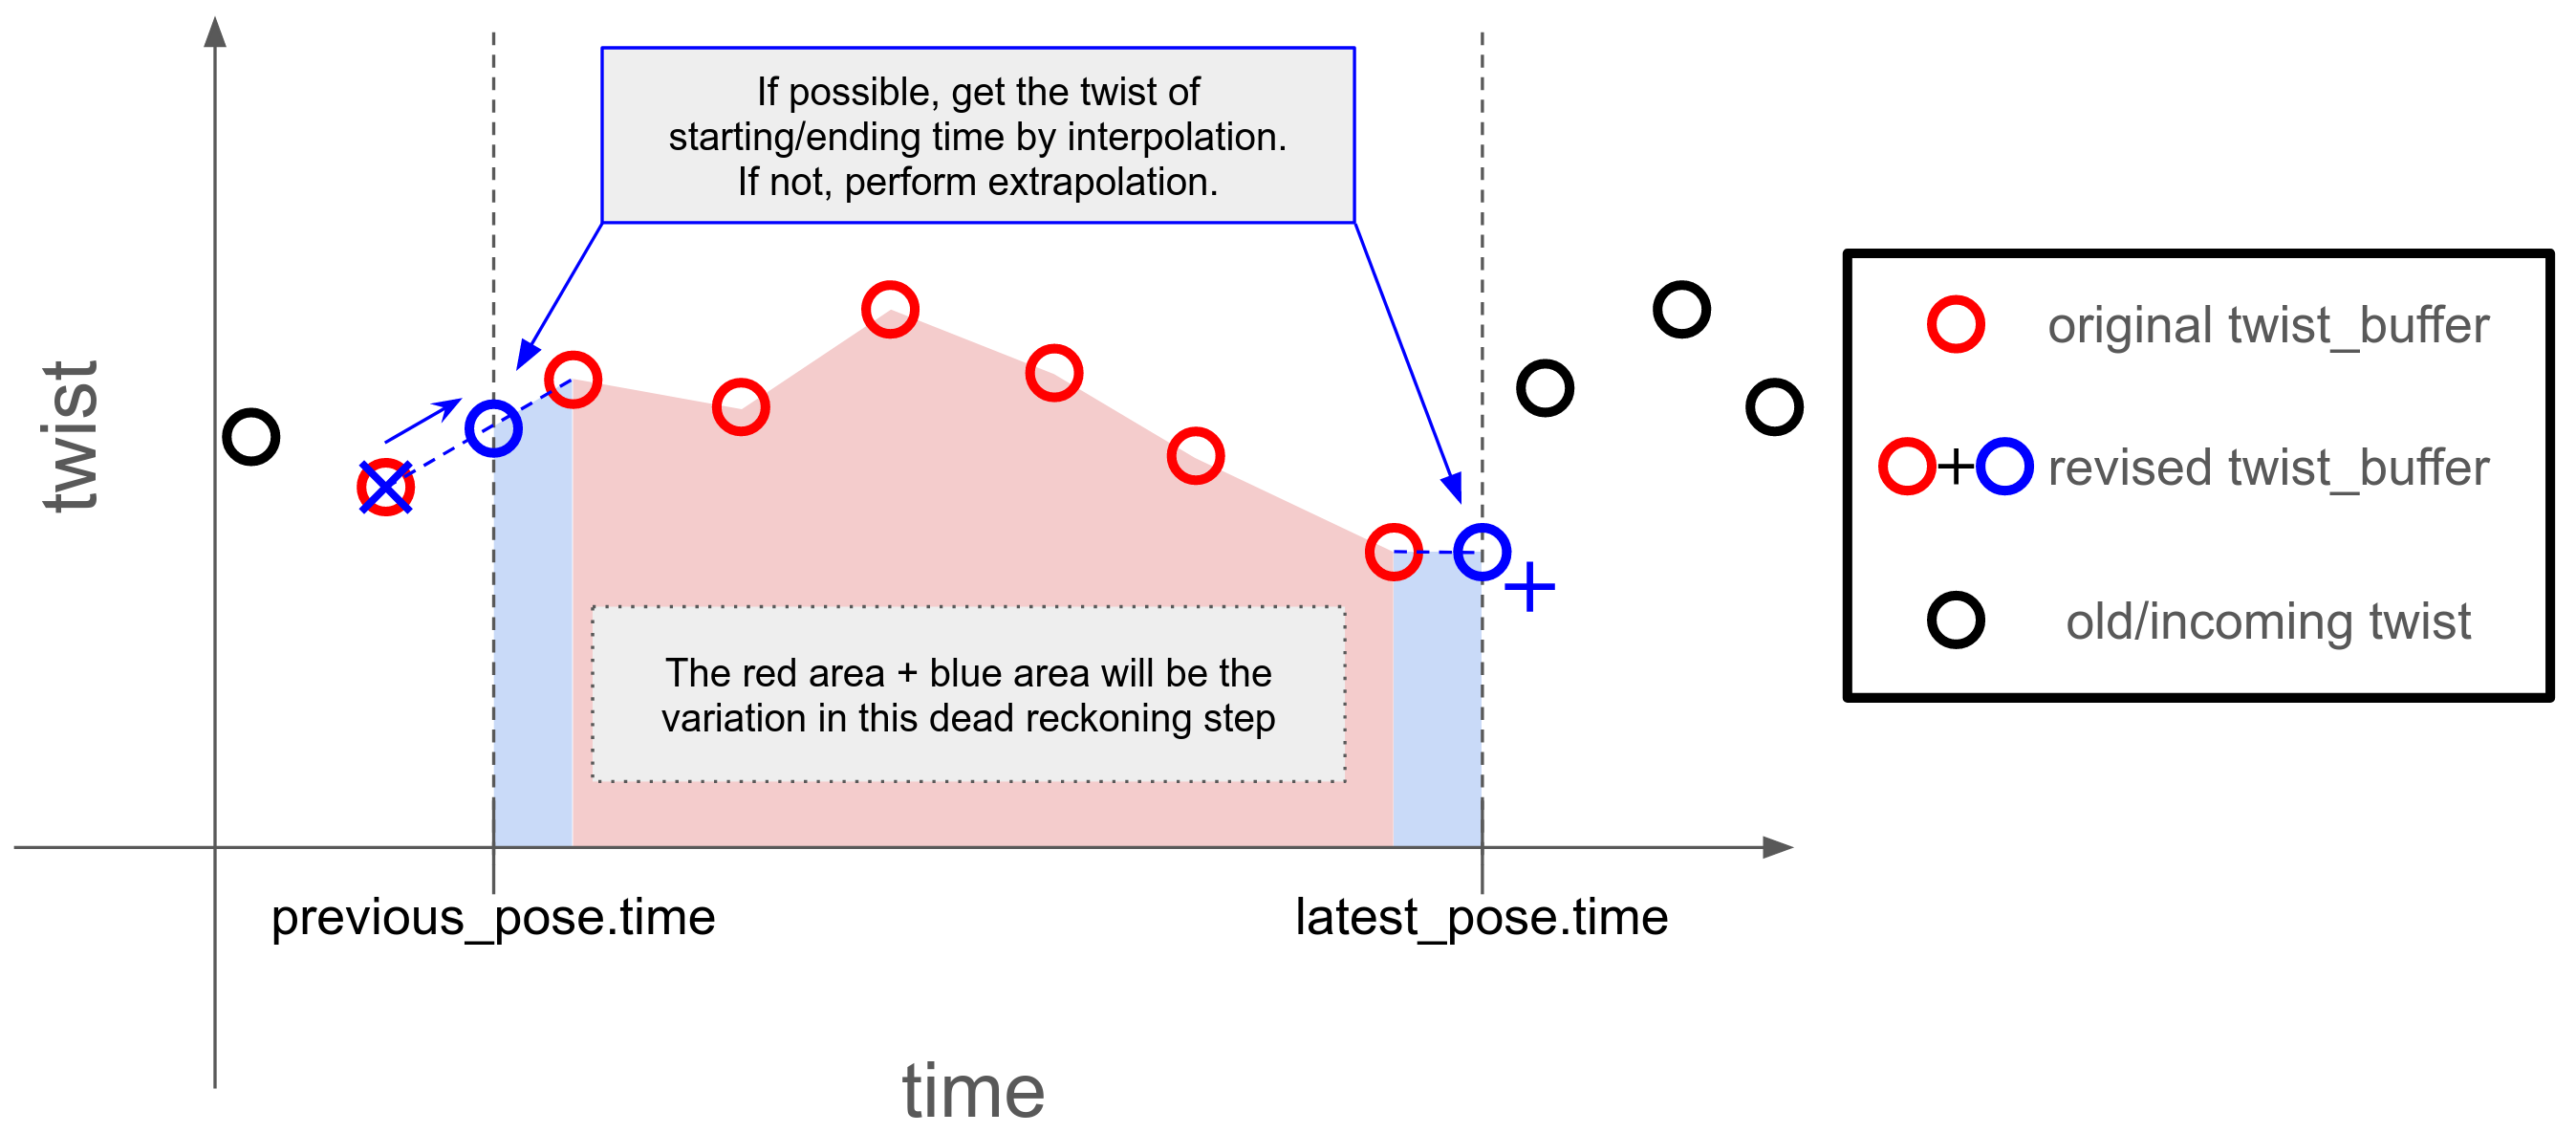 If possible, get the twist of
starting/ending time by interpolation.
If not, perform extrapolation.
twist
original twist_buffer
+ revised twist_buffer
old/incoming twist
+
The red area + blue area will be the
variation in this dead reckoning step
previous_pose.time
latest_pose.time
time